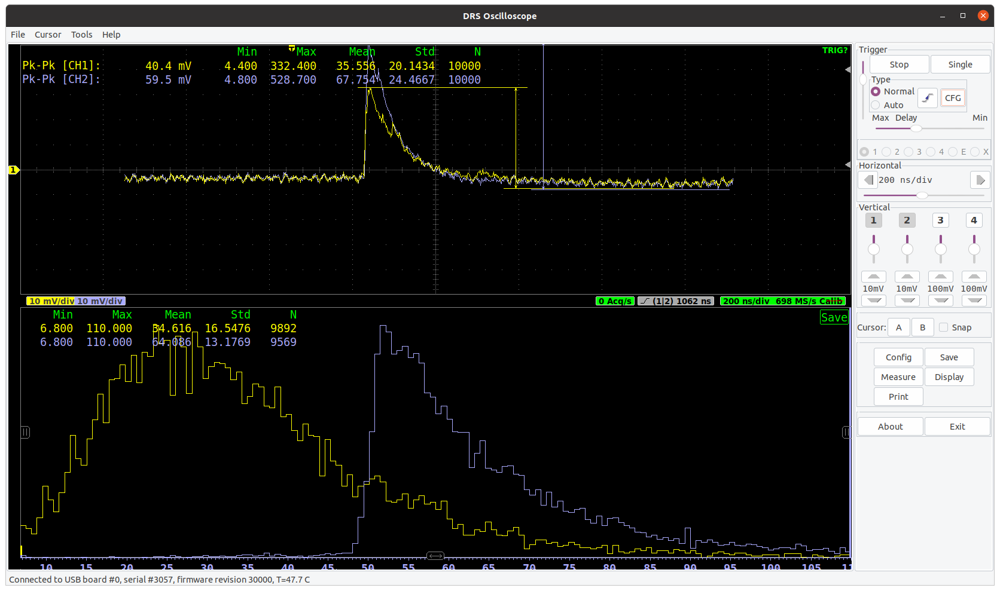 DRS Oscilloscope
File Cursor Tools Help
Min Max Mean Std N
Pk-Pk [CH1]: 40.4 mV 4.400 332.400 35.556 20.1434 10000
Pk-Pk [CH2]: 59.5 mV 4.800 528.700 67.754 24.4667 10000
T
TRIG?
1
10 mV/div 10 mV/div 0 Acq/s (1|2) 1062 ns 200 ns/div 698 MS/s Calib
Min Max Mean Std N
6.800 110.000 34.616 16.5476 9892
6.800 110.000 64.086 13.1769 9569
Save
10 15 20 25 30 35 40 45 50 55 60 65 70 75 80 85 90 95 100 105 11
Trigger
Stop Single
Type
Normal
Auto
CFG
Max Delay Min
1 2 3 4 E X
Horizontal
200 ns/div
Vertical
1 2 3 4
10mV 10mV 100mV 100mV
Cursor: A B Snap
Config Save
Measure Display
Print
About Exit
Connected to USB board #0, serial #3057, firmware revision 30000, T=47.7 C